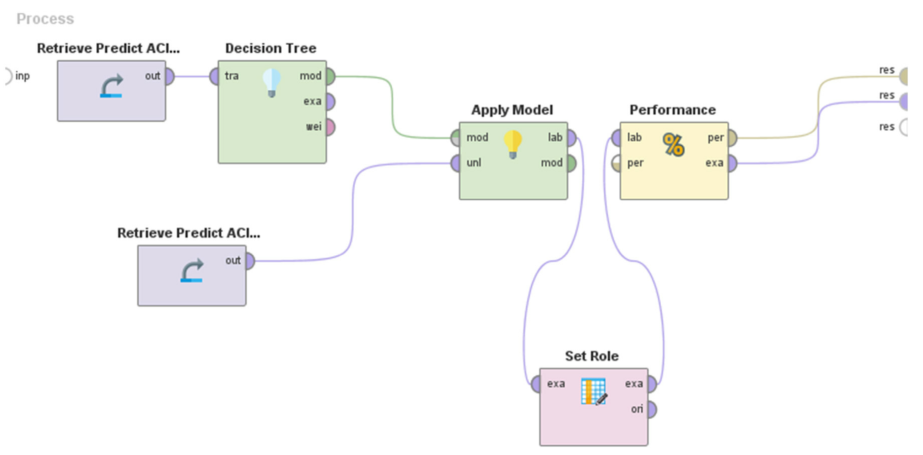 Process
Retrieve Predict ACI...
Decision Tree
inp
out
tra
mod
exa
wei
Apply Model
mod
lab
unl
mod
Performance
%
lab
per
per
exa
res
res
res
Retrieve Predict ACI...
out
Set Role
exa
exa
ori